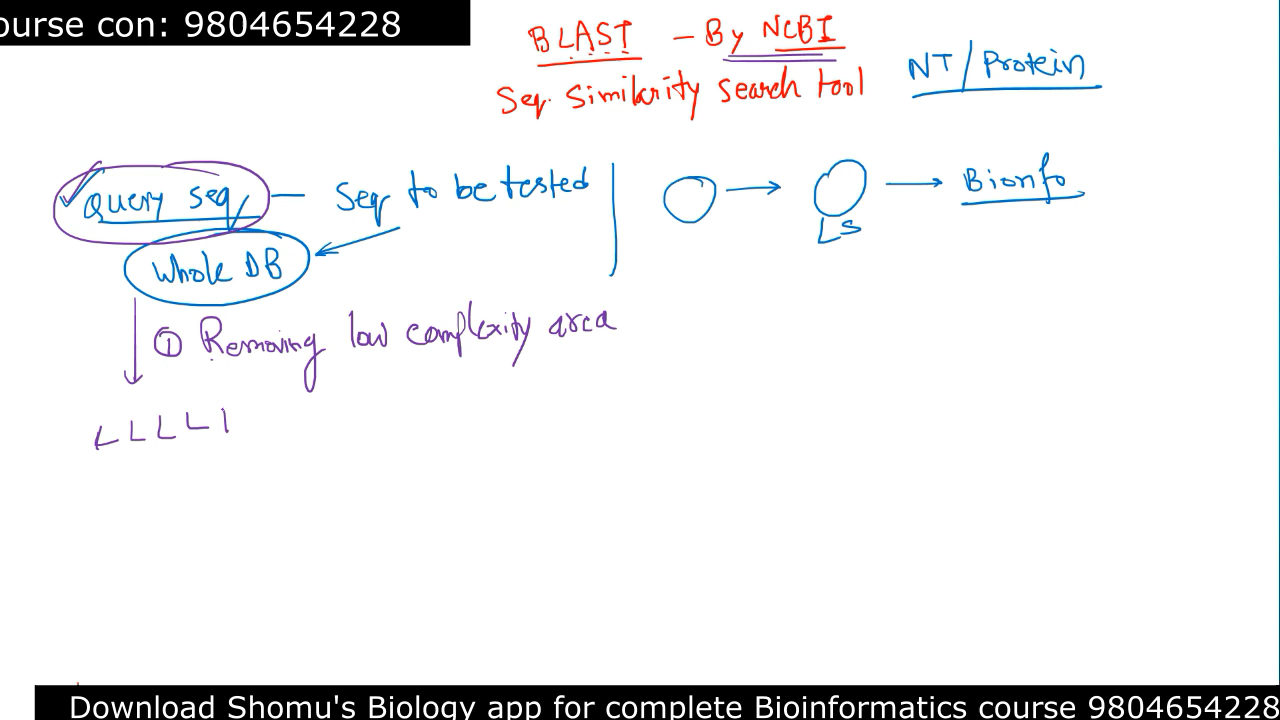 ourse con: 9804654228
BLAST - By NCBI
Seq. Similarity search tool
NT/Protein
Query seq - Seq to be tested
Whole DB
LS
Bionfo
① Removing low complexity area
L L L L I
Download Shomu's Biology app for complete Bioinformatics course 9804654228